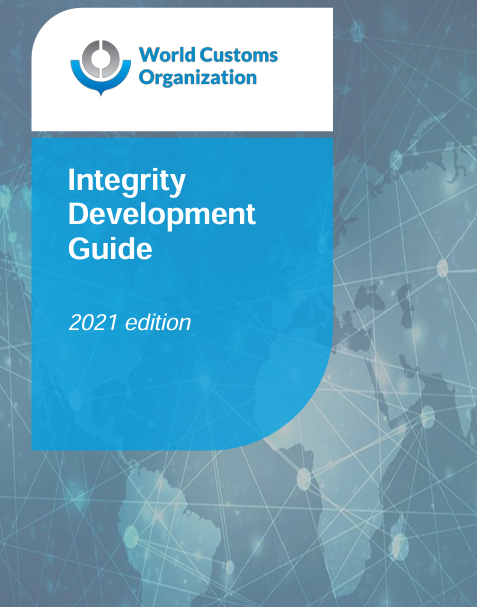 World Customs
Organization
Integrity
Development
Guide
2021 edition